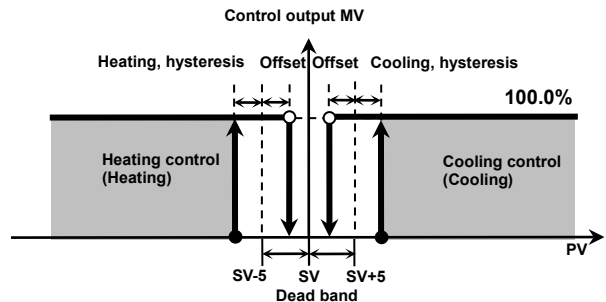 Control output MV
Heating, hysteresis Offset Offset Cooling, hysteresis
100.0%
Heating control
(Heating)
Cooling control
(Cooling)
PV
SV-5 SV SV+5
Dead band